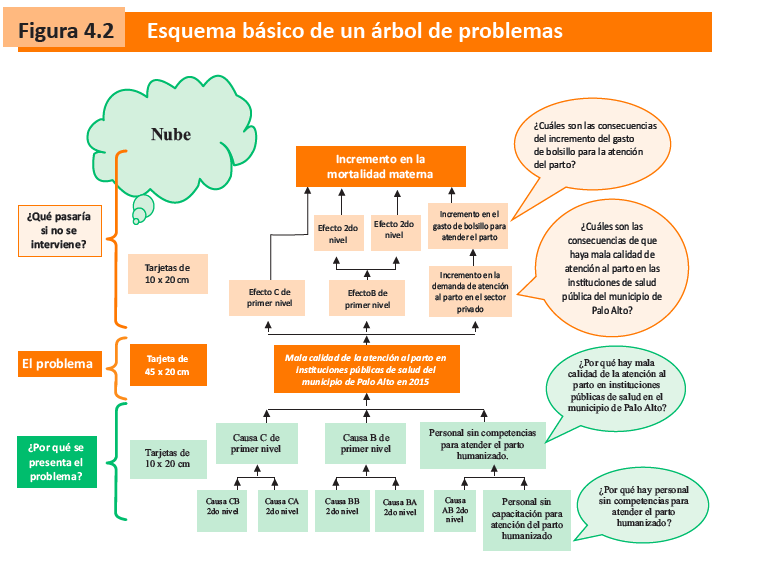 Figura 4.2
Esquema básico de un árbol de problemas
Nube
¿Cuáles son las consecuencias
del incremento del gasto
de bolsillo para la atención
del parto?
Incremento en la
mortalidad materna
¿Qué pasaría
si no se
interviene?
Efecto 2do
nivel
Efecto 2do
nivel
Incremento en el
gasto de bolsillo para
atender el parto
¿Cuáles son las
consecuencias de que
haya mala calidad de
atención al parto en las
instituciones de salud
pública del municipio de
Palo Alto?
Tarjetas de
10 x 20 cm
Efecto C de
primer nivel
EfectoB de
primer nivel
Incremento en la
demanda de atención
al parto en el sector
privado
El problema
Tarjeta de
45 x 20 cm
Mala calidad de la atención al parto en
instituciones públicas de salud del
municipio de Palo Alto en 2015
¿Por qué hay mala
calidad de la atención al
parto en instituciones
públicas de salud en el
municipio de Palo Alto?
¿Por qué se
presenta el
problema?
Tarjetas de
10 x 20 cm
Causa C de
primer nivel
Causa B de
primer nivel
Personal sin competencias
para atender el parto
humanizado.
Causa CB
2do nivel
Causa CA
2do nivel
Causa BB
2do nivel
Causa BA
2do nivel
Causa
AB 2do
nivel
Personal sin
capacitación para
atención del parto
humanizado
¿Por qué hay personal
sin competencias para
atender el parto
humanizado?